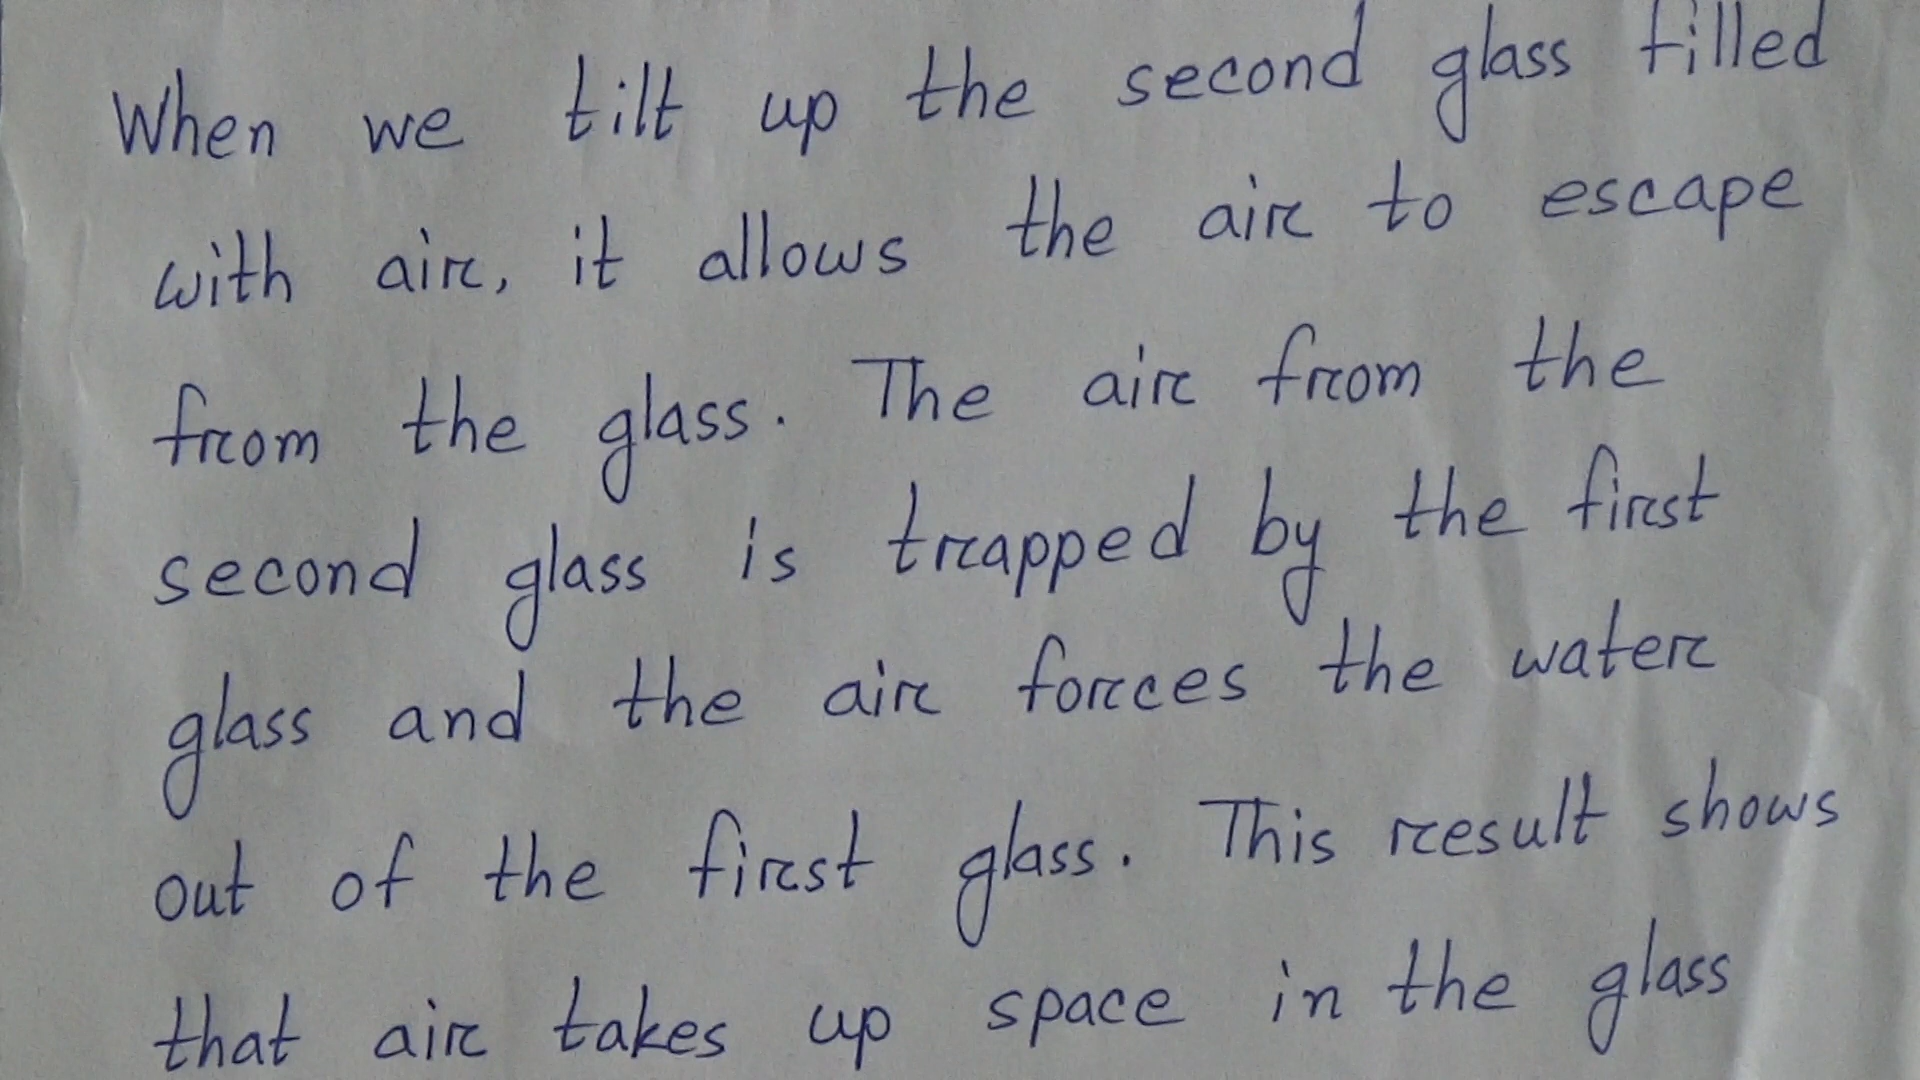 When we tilt up the second glass filled
with air, it allows the air to escape
from the glass. The air from the
second glass is trapped by the first
glass and the air forces the water
out of the first glass. This result shows
that air takes up space in the glass